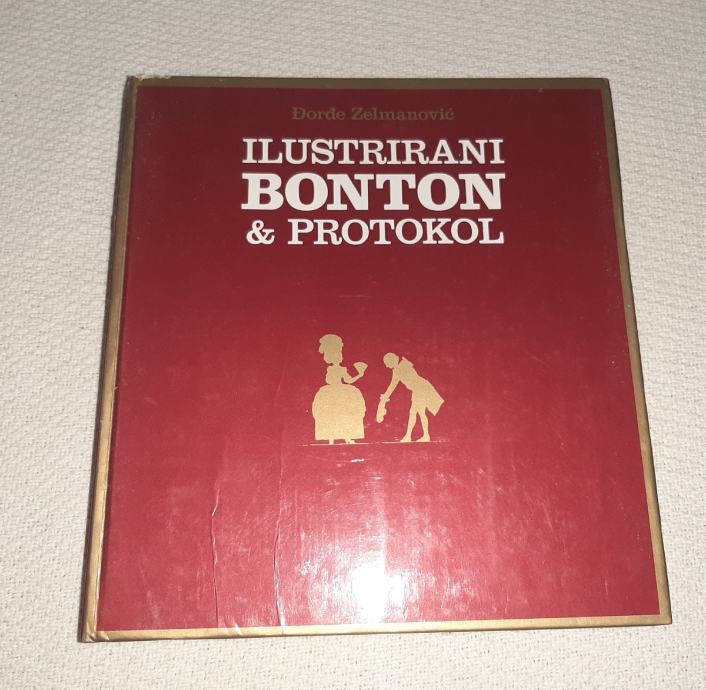 Đorđe Zelmanović
ILUSTRIRANI
BONTON
& PROTOKOL